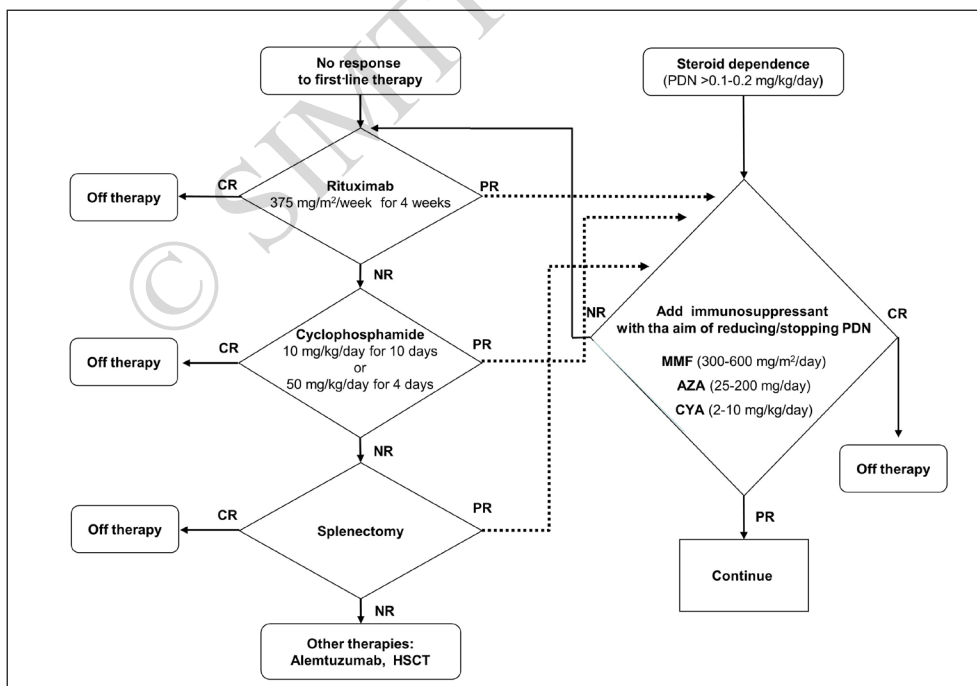 © SIMT
No response
to first-line therapy
Steroid dependence
(PDN >0.1-0.2 mg/kg/day)
Off therapy
CR
Rituximab
375 mg/m²/week for 4 weeks
PR
NR
Off therapy
CR
Cyclophosphamide
10 mg/kg/day for 10 days
or
50 mg/kg/day for 4 days
PR
NR
Off therapy
CR
Splenectomy
PR
NR
Other therapies:
Alemtuzumab, HSCT
NR
Add immunosuppressant
with tha aim of reducing/stopping PDN
MMF (300-600 mg/m²/day)
AZA (25-200 mg/day)
CYA (2-10 mg/kg/day)
CR
Off therapy
PR
Continue